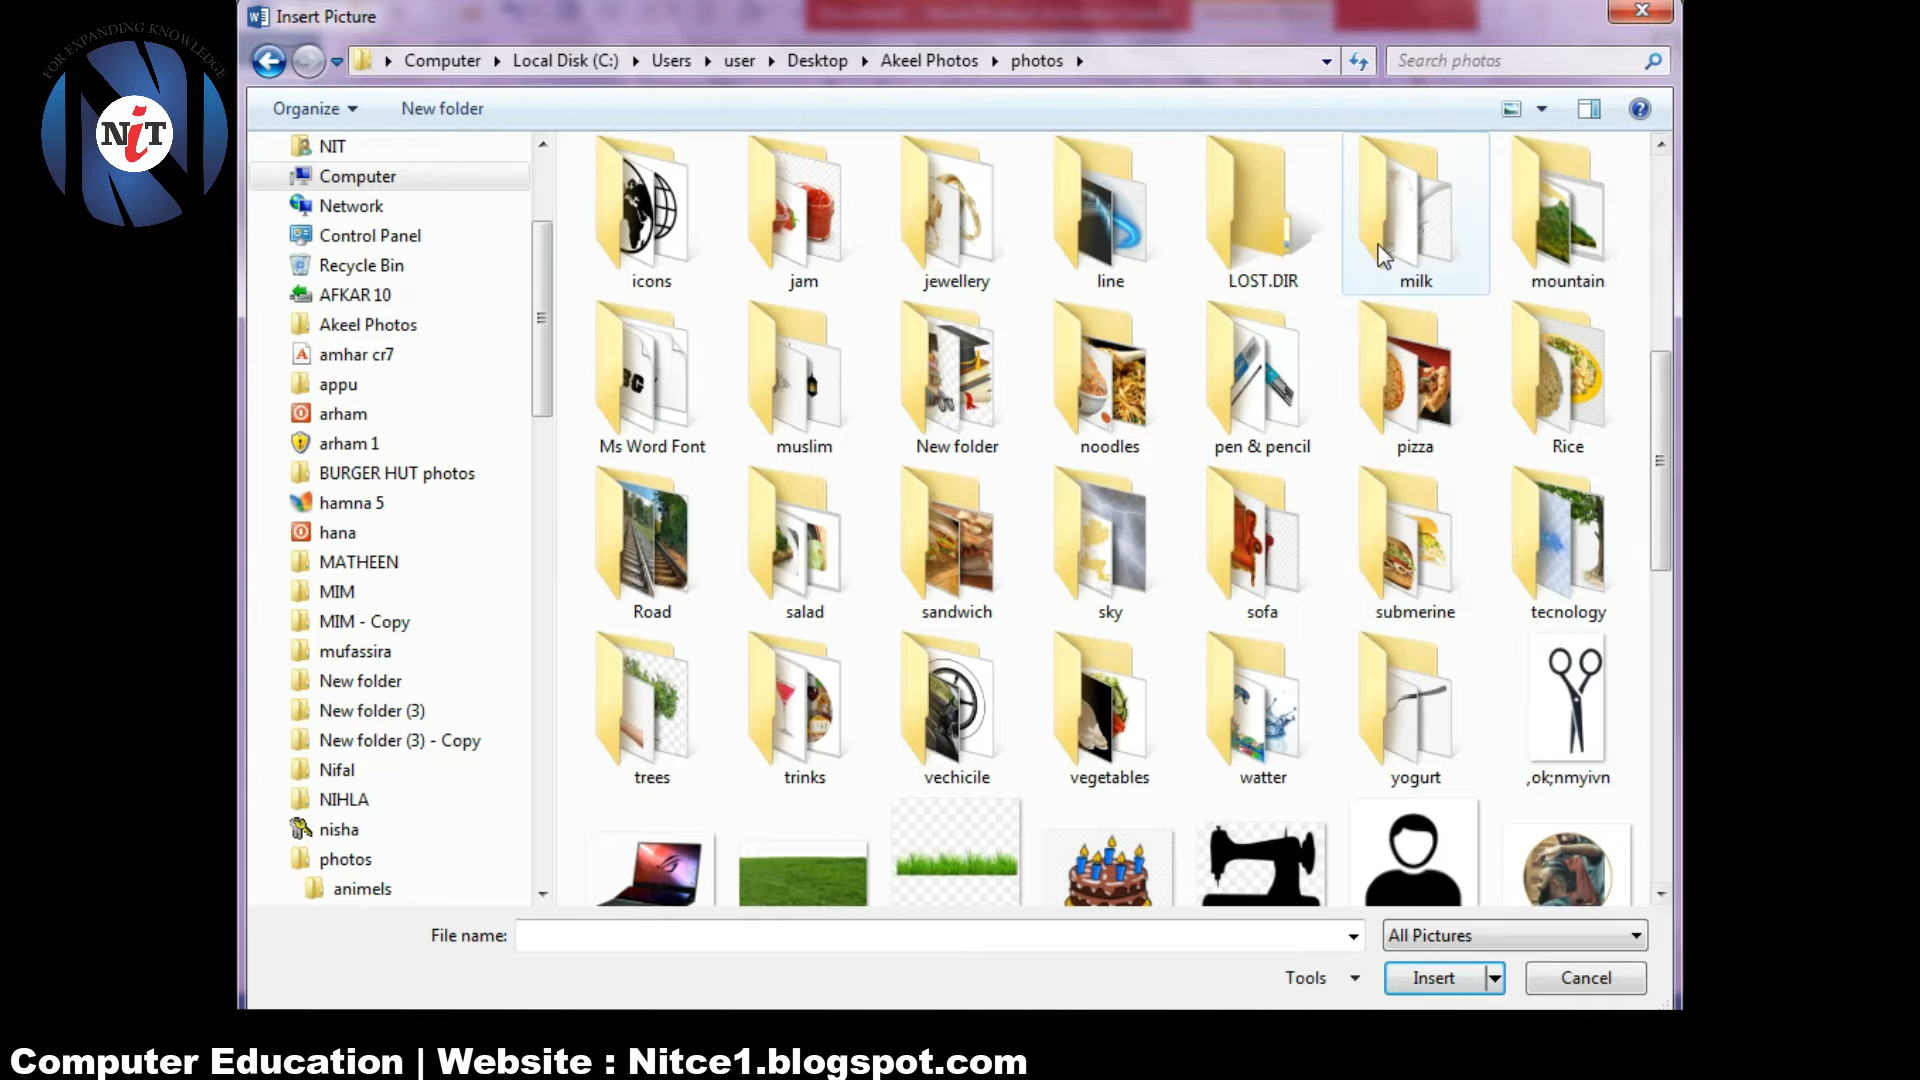 Insert Picture
FOR EXPANDING KNOWLEDGE
NiT
Computer
Local Disk (C:)
Users
user
Desktop
Akeel Photos
photos
Search photos
Organize
New folder
NIT
Computer
Network
Control Panel
Recycle Bin
AFKAR 10
Akeel Photos
amhar cr7
appu
arham
arham 1
BURGER HUT photos
hamna 5
hana
MATHEEN
MIM
MIM - Copy
mufassira
New folder
New folder (3)
New folder (3) - Copy
Nifal
NIHLA
nisha
photos
animels
icons
jam
jewellery
line
LOST.DIR
milk
mountain
Ms Word Font
muslim
New folder
noodles
pen & pencil
pizza
Rice
Road
salad
sandwich
sky
sofa
submerine
tecnology
trees
trinks
vechicile
vegetables
watter
yogurt
,ok;nmyivn
File name:
All Pictures
Tools
Insert
Cancel
Computer Education | Website : Nitce1.blogspot.com